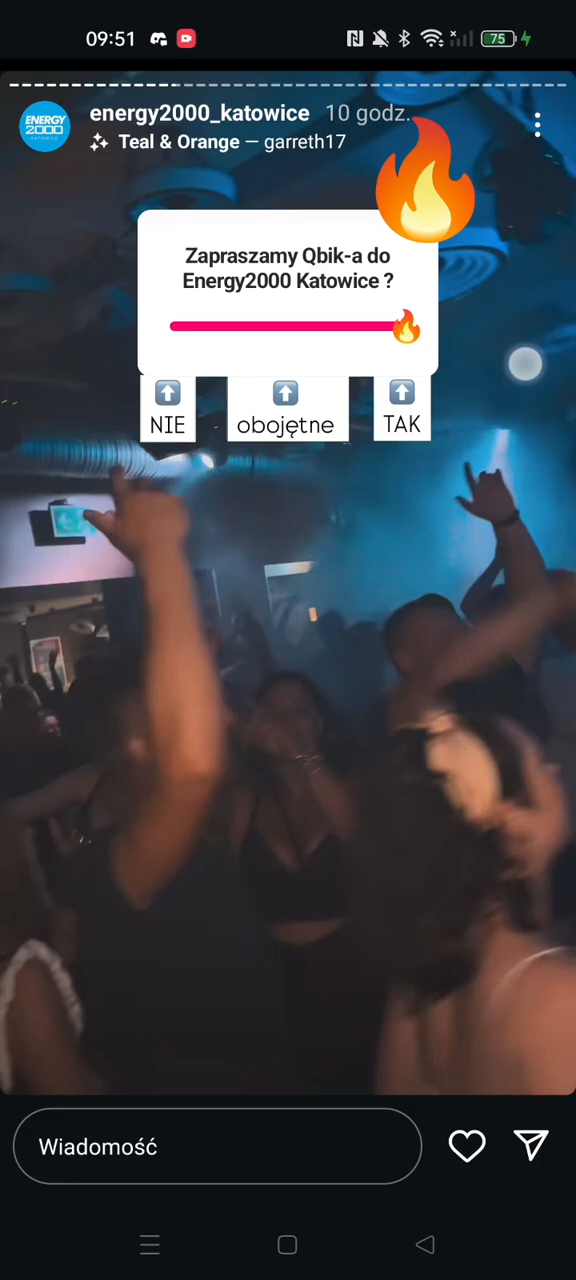 09:51
75
ENERGY
2000
KATOWICE
energy2000_katowice 10 godz.
Teal & Orange — garreth17
Zapraszamy Qbik-a do
Energy2000 Katowice ?
NIE obojętne TAK
Wiadomość